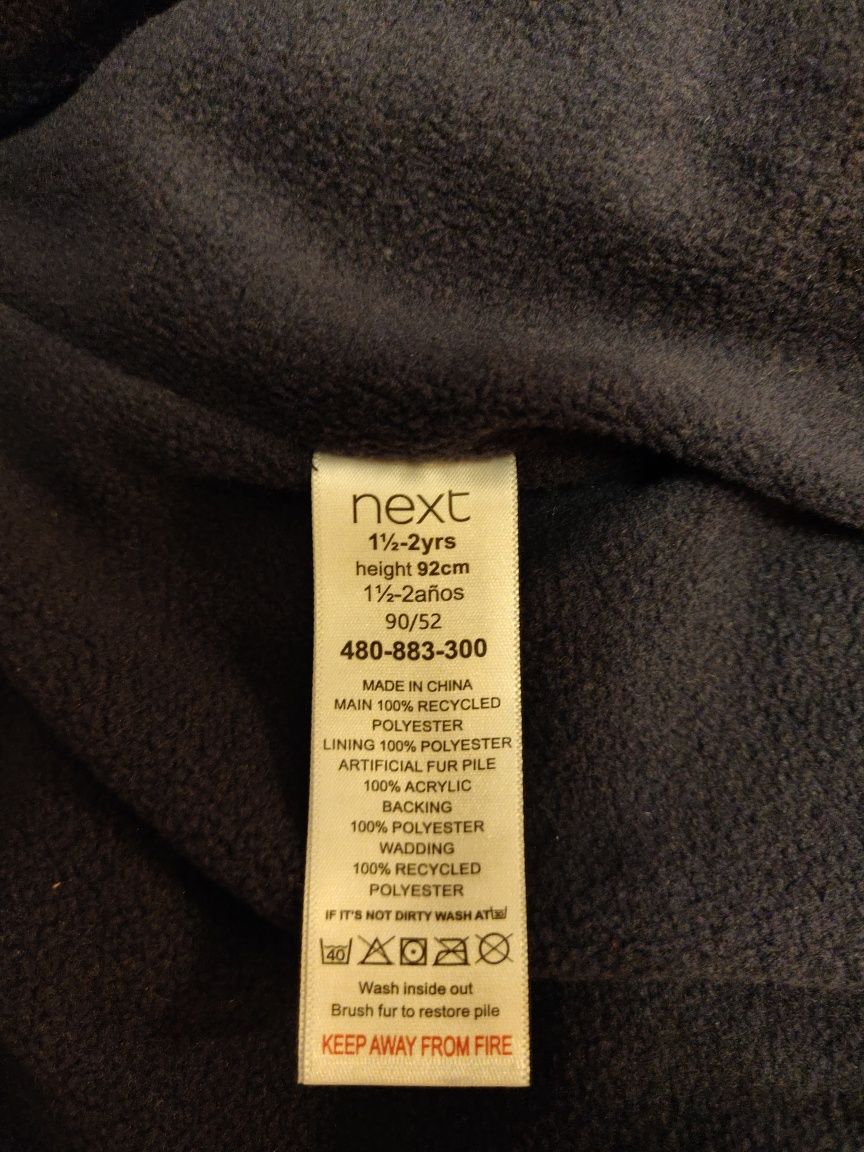 next
1½-2yrs
height 92cm
1½-2años
90/52
480-883-300
MADE IN CHINA
MAIN 100% RECYCLED
POLYESTER
LINING 100% POLYESTER
ARTIFICIAL FUR PILE
100% ACRYLIC
BACKING
100% POLYESTER
WADDING
100% RECYCLED
POLYESTER
IF IT'S NOT DIRTY WASH AT 30
40
Wash inside out
Brush fur to restore pile
KEEP AWAY FROM FIRE